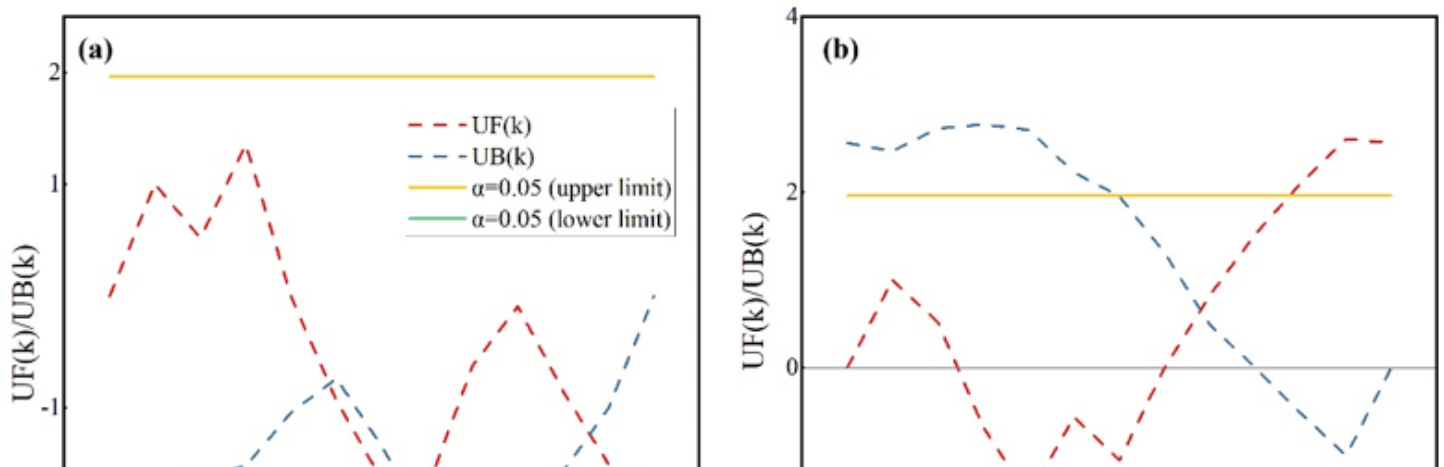 (a)
2
1
-1
UF(k)/UB(k)
UF(k)
UB(k)
α=0.05 (upper limit)
α=0.05 (lower limit)
(b)
4
2
0
UF(k)/UB(k)